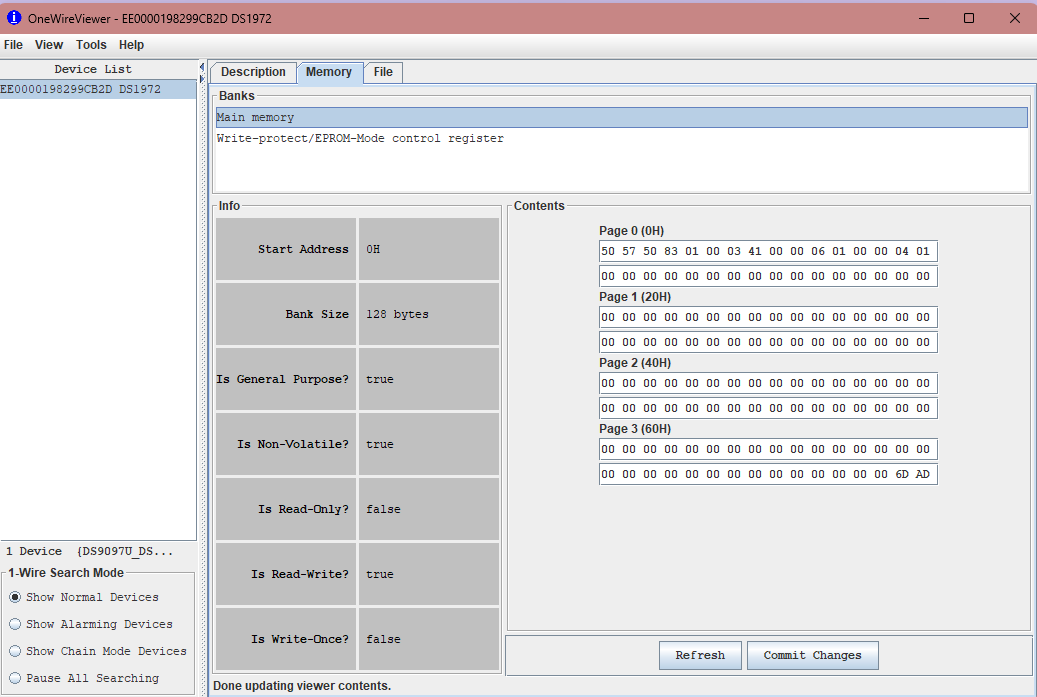 OneWireViewer - EE0000198299CB2D DS1972
File View Tools Help
Device List
EE0000198299CB2D DS1972
Description Memory File
Banks
Main memory
Write-protect/EPROM-Mode control register
Info
Start Address 0H
Bank Size 128 bytes
Is General Purpose? true
Is Non-Volatile? true
Is Read-Only? false
Is Read-Write? true
Is Write-Once? false
Contents
Page 0 (0H)
50 57 50 83 01 00 03 41 00 00 06 01 00 00 04 01
00 00 00 00 00 00 00 00 00 00 00 00 00 00 00 00
Page 1 (20H)
00 00 00 00 00 00 00 00 00 00 00 00 00 00 00 00
00 00 00 00 00 00 00 00 00 00 00 00 00 00 00 00
Page 2 (40H)
00 00 00 00 00 00 00 00 00 00 00 00 00 00 00 00
00 00 00 00 00 00 00 00 00 00 00 00 00 00 00 00
Page 3 (60H)
00 00 00 00 00 00 00 00 00 00 00 00 00 00 00 00
00 00 00 00 00 00 00 00 00 00 00 00 00 00 6D AD
Refresh Commit Changes
1 Device {DS9097U_DS...
1-Wire Search Mode
Show Normal Devices
Show Alarming Devices
Show Chain Mode Devices
Pause All Searching
Done updating viewer contents.